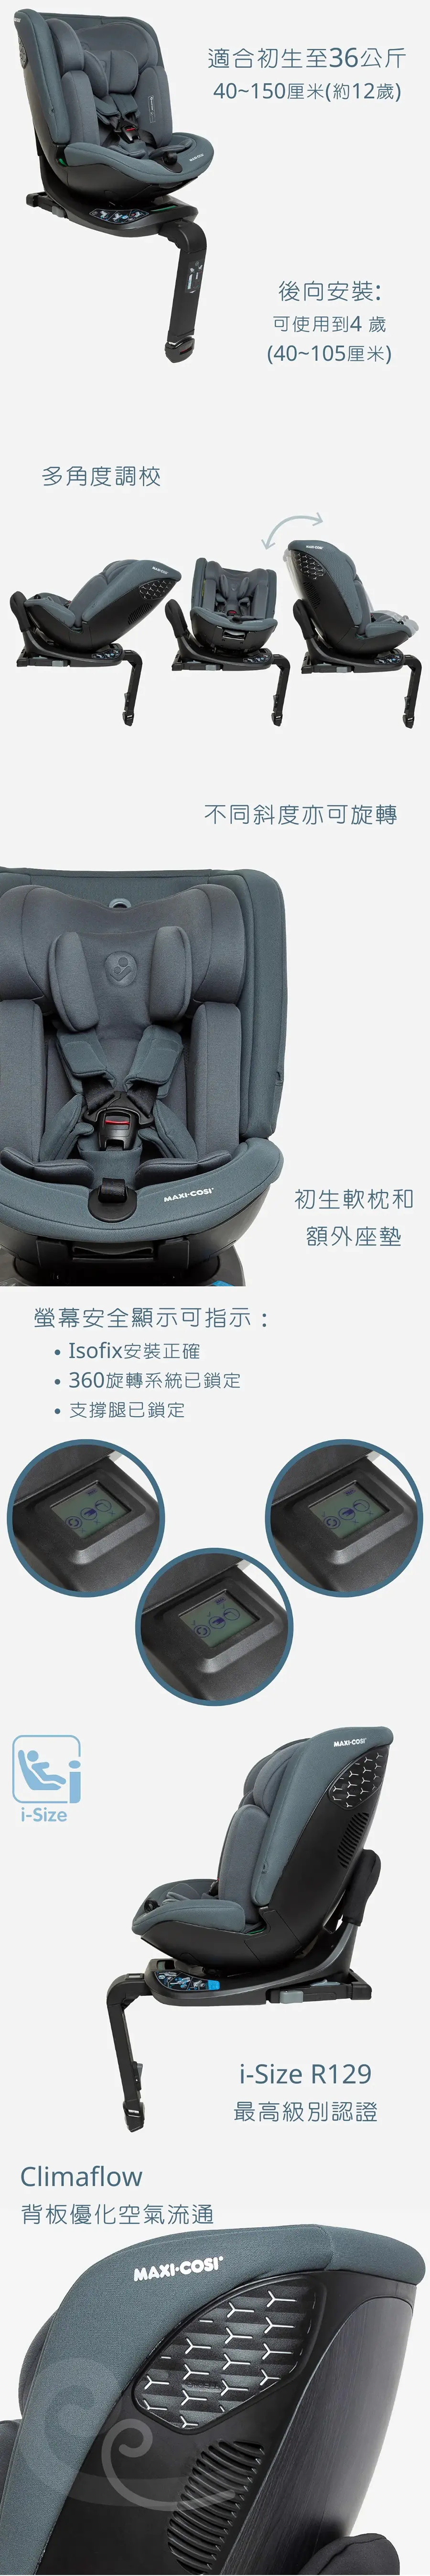 適合初生至36公斤
40~150厘米(約12歲)
MAXI-COSI
後向安裝:
可使用到4 歲
(40~105厘米)
多角度調校
MAXI-COSI
MAXI-COSI
不同斜度亦可旋轉
MAXI-COSI
初生軟枕和
額外座墊
螢幕安全顯示可指示：
• Isofix安裝正確
• 360旋轉系統已鎖定
• 支撐腿已鎖定
MAXI-COSI
i-Size
i-Size R129
最高級別認證
Climaflow
背板優化空氣流通
MAXI-COSI